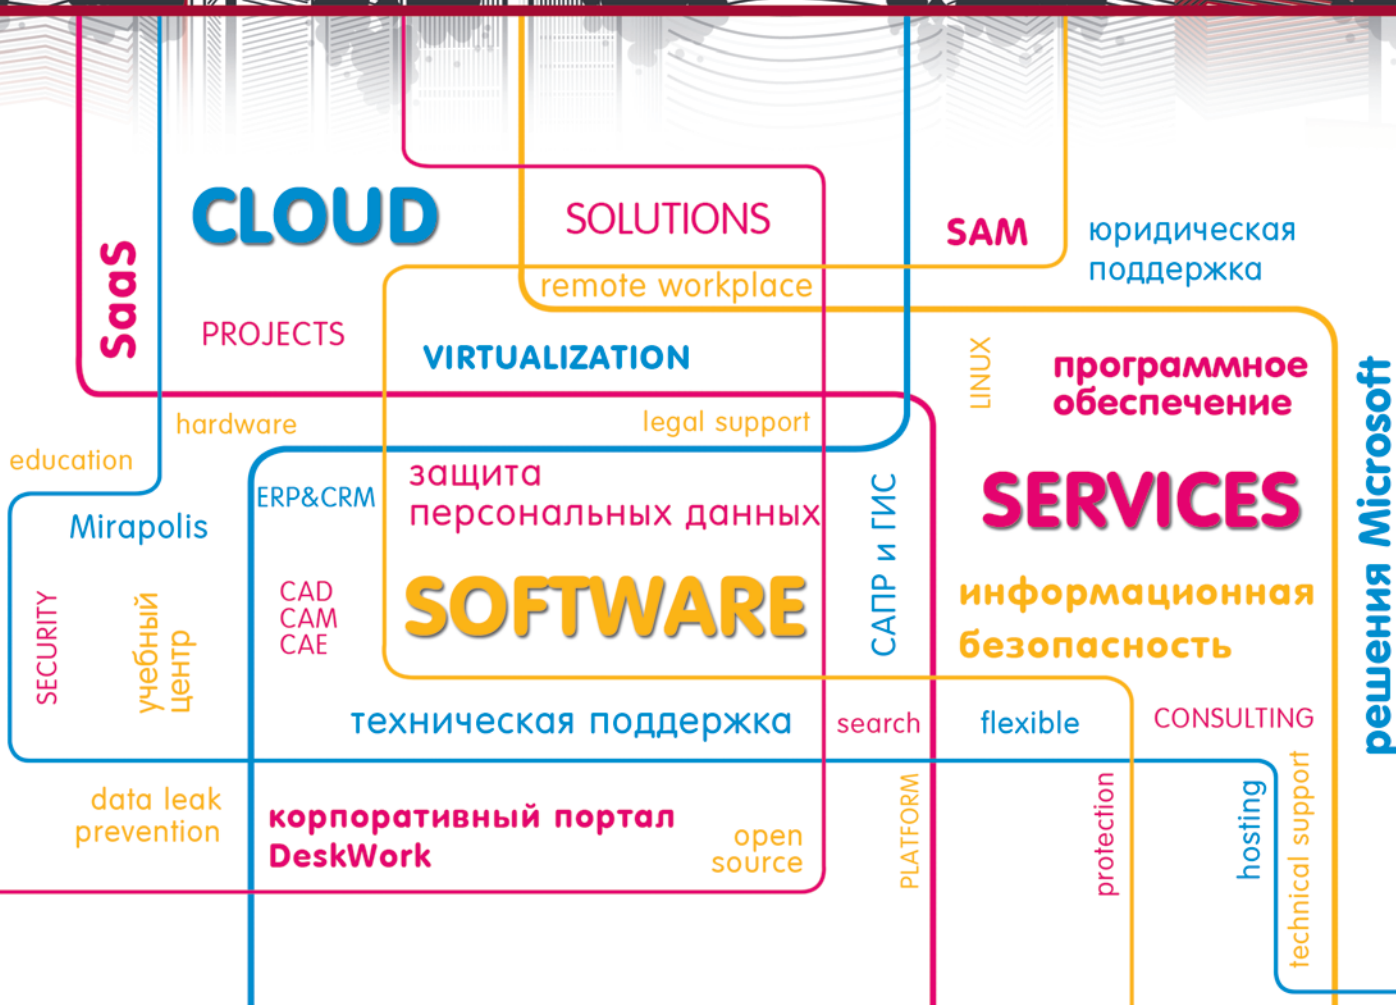 CLOUD
SOLUTIONS
SAM
юридическая
поддержка
SaaS
remote workplace
PROJECTS
VIRTUALIZATION
LINUX
программное
обеспечение
решения Microsoft
hardware
legal support
education
ERP&CRM
защита
персональных данных
САПР и ГИС
SERVICES
Mirapolis
SECURITY
учебный
центр
CAD
CAM
CAE
SOFTWARE
информационная
безопасность
техническая поддержка
search
flexible
CONSULTING
data leak
prevention
корпоративный портал
DeskWork
open
source
PLATFORM
protection
hosting
technical support